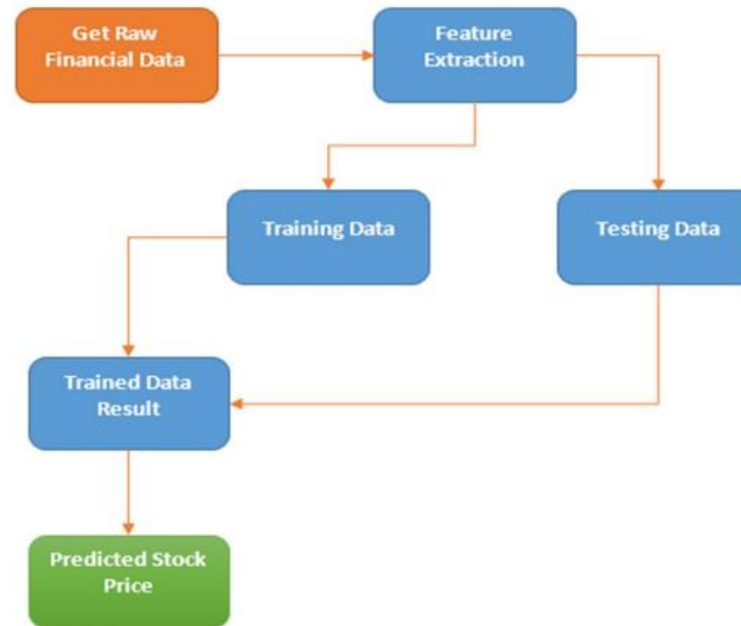 Get Raw
Financial Data
Feature
Extraction
Training Data
Testing Data
Trained Data
Result
Predicted Stock
Price